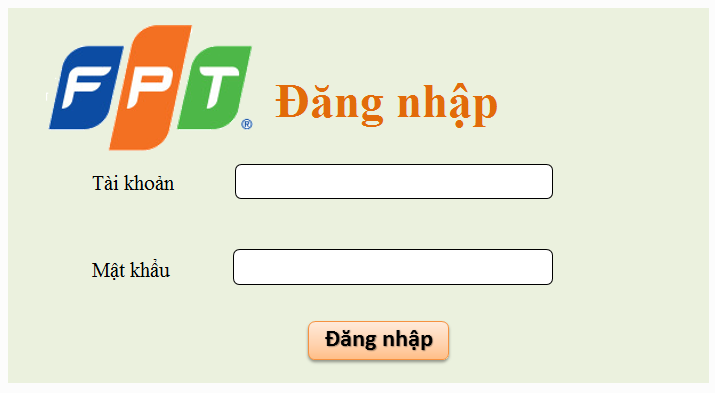 FPT®
Đăng nhập
Tài khoản
Mật khẩu
Đăng nhập